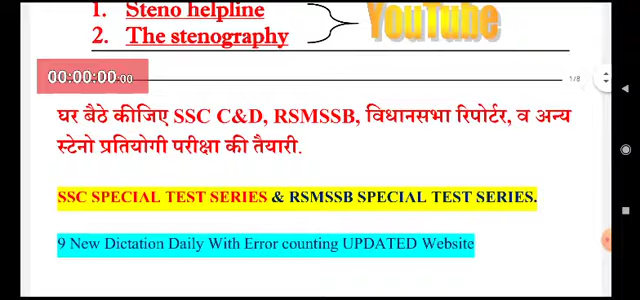 1. Steno helpline
2. The stenography
YouTube
00:00:00:00
1/8
घर बैठे कीजिए SSC C&D, RSMSSB, विधानसभा रिपोर्टर, व अन्य
स्टेनो प्रतियोगी परीक्षा की तैयारी.
SSC SPECIAL TEST SERIES & RSMSSB SPECIAL TEST SERIES.
9 New Dictation Daily With Error counting UPDATED Website